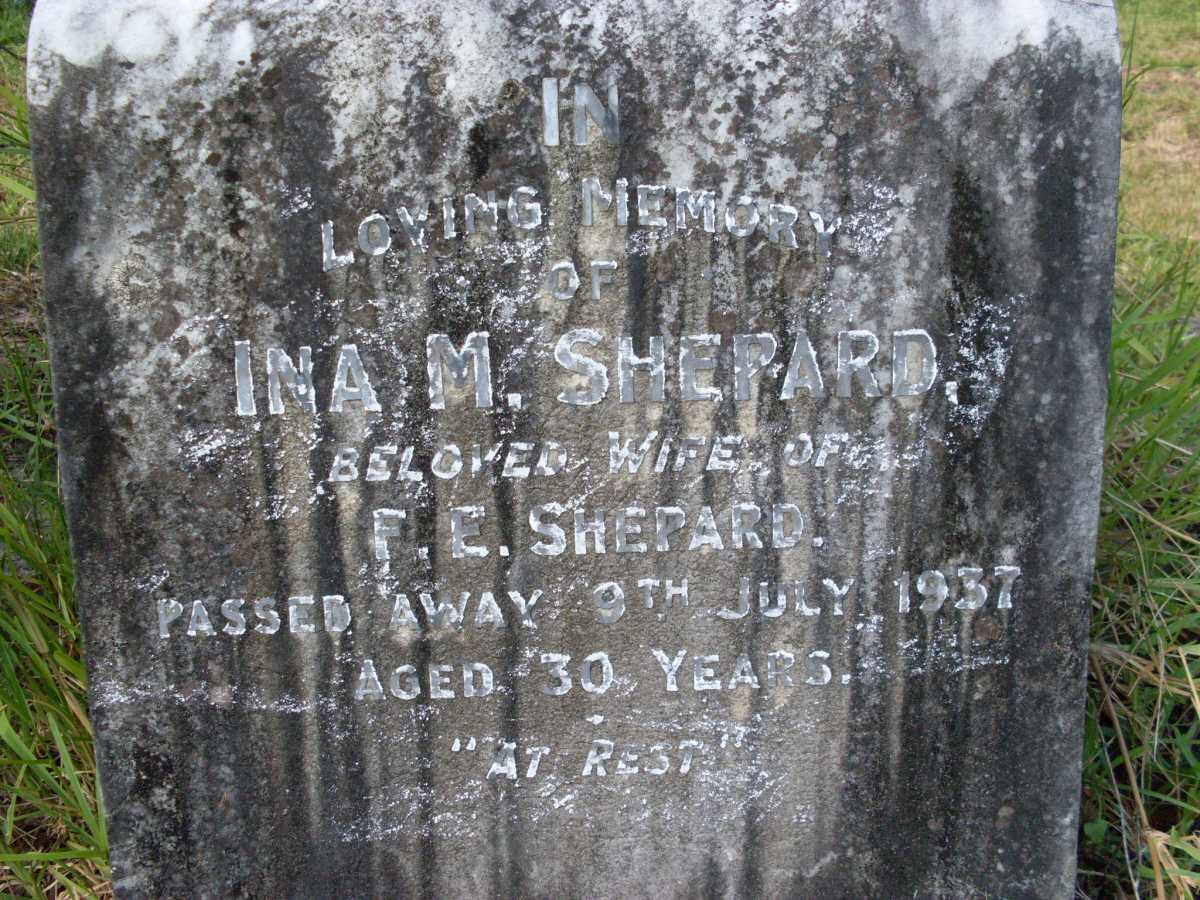 IN
LOVING MEMORY
OF
INA M. SHEPARD.
BELOVED WIFE OF
F. E. SHEPARD.
PASSED AWAY 9TH JULY, 1937
AGED 30 YEARS.
"AT REST"